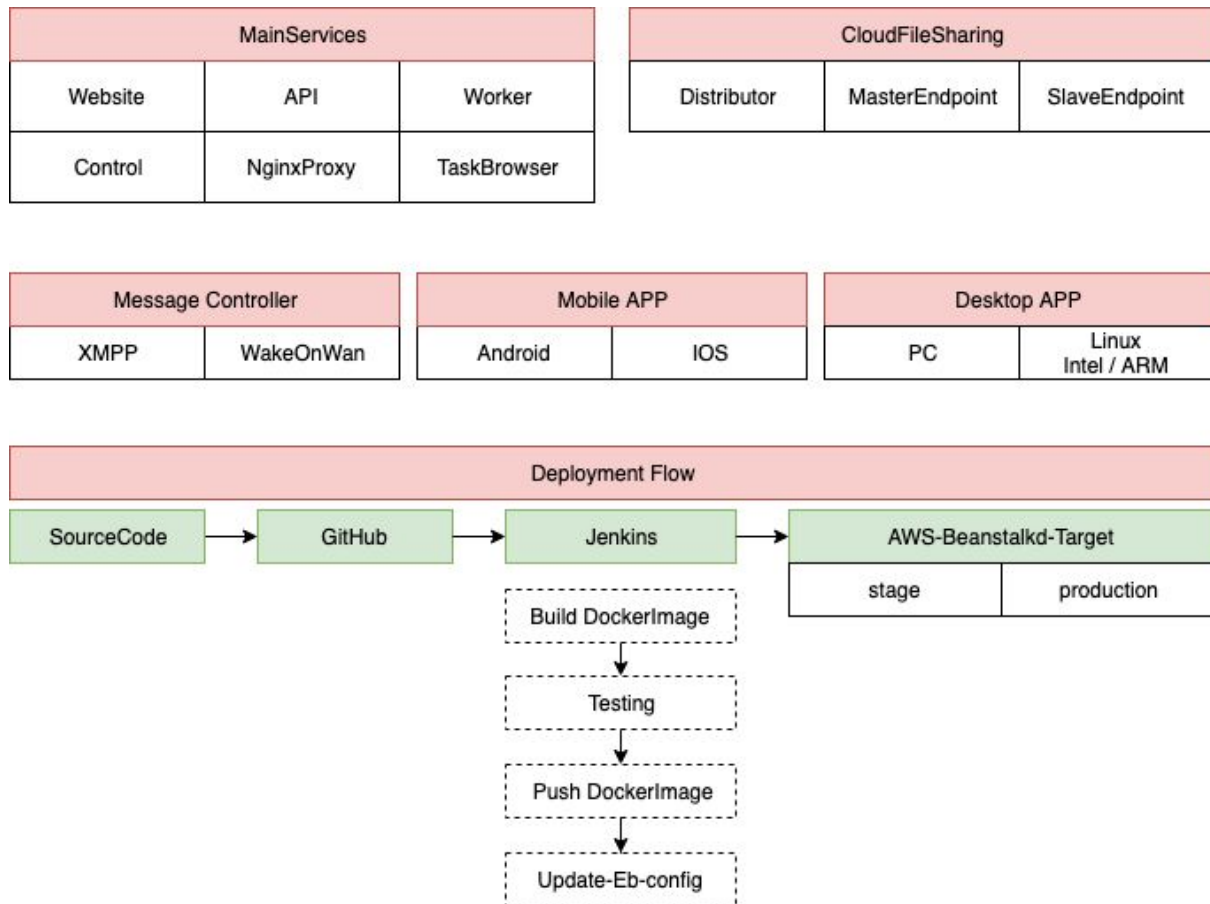 MainServices
CloudFileSharing
Website
API
Worker
Distributor
MasterEndpoint
SlaveEndpoint
Control
NginxProxy
TaskBrowser
Message Controller
Mobile APP
Desktop APP
XMPP
WakeOnWan
Android
IOS
PC
Linux
Intel / ARM
Deployment Flow
SourceCode
GitHub
Jenkins
AWS-Beanstalkd-Target
stage
production
Build DockerImage
Testing
Push DockerImage
Update-Eb-config